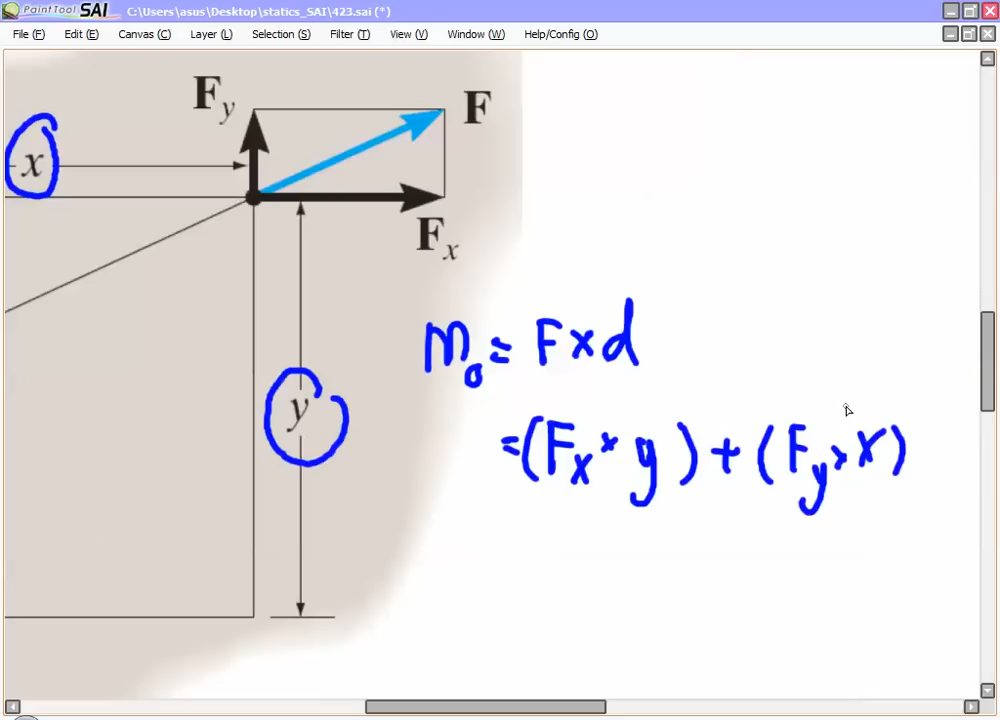 PaintTool SAI C:\Users\asus\Desktop\statics_SAI\423.sai (*)
File (F) Edit (E) Canvas (C) Layer (L) Selection (S) Filter (T) View (V) Window (W) Help/Config (O)
Fy
F
x
Fx
Mo = F × d
y
= (Fx × y) + (Fy × x)